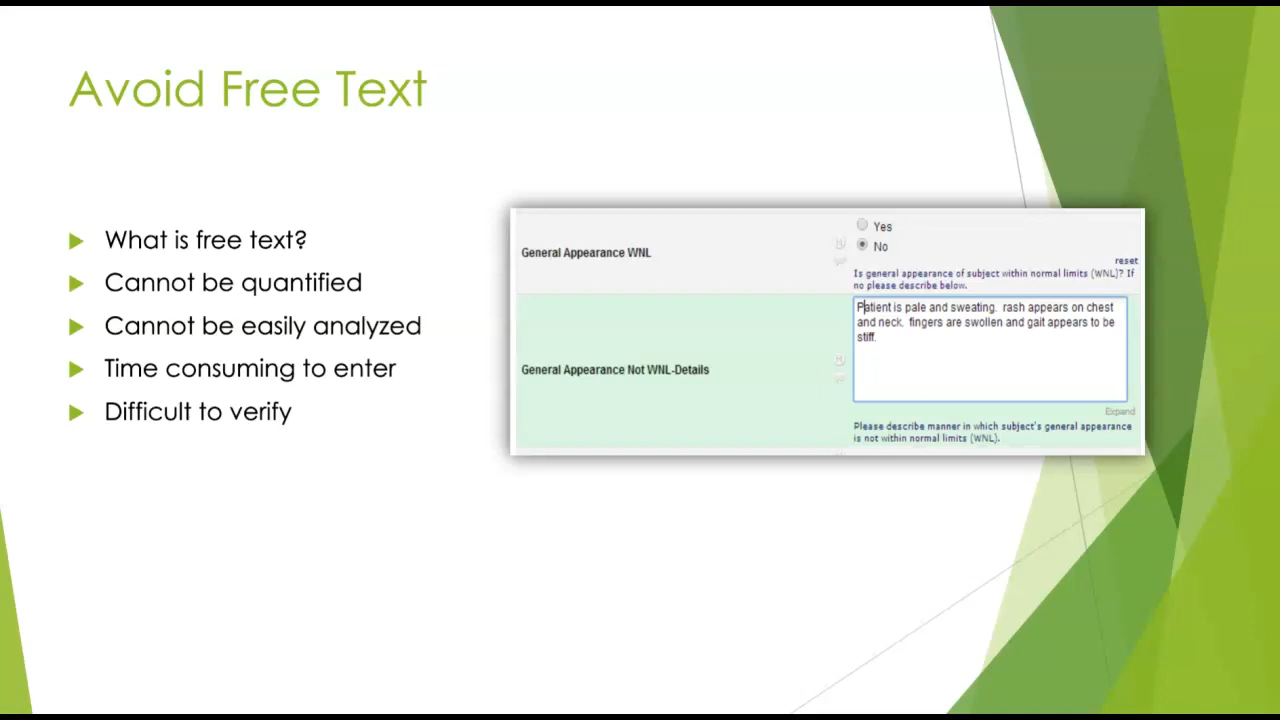 Avoid Free Text
What is free text?
Cannot be quantified
Cannot be easily analyzed
Time consuming to enter
Difficult to verify
General Appearance WNL
Yes
No
reset
Is general appearance of subject within normal limits (WNL)? If
no please describe below.
General Appearance Not WNL-Details
Patient is pale and sweating. rash appears on chest
and neck. fingers are swollen and gait appears to be
stiff.
Expand
Please describe manner in which subject's general appearance
is not within normal limits (WNL).